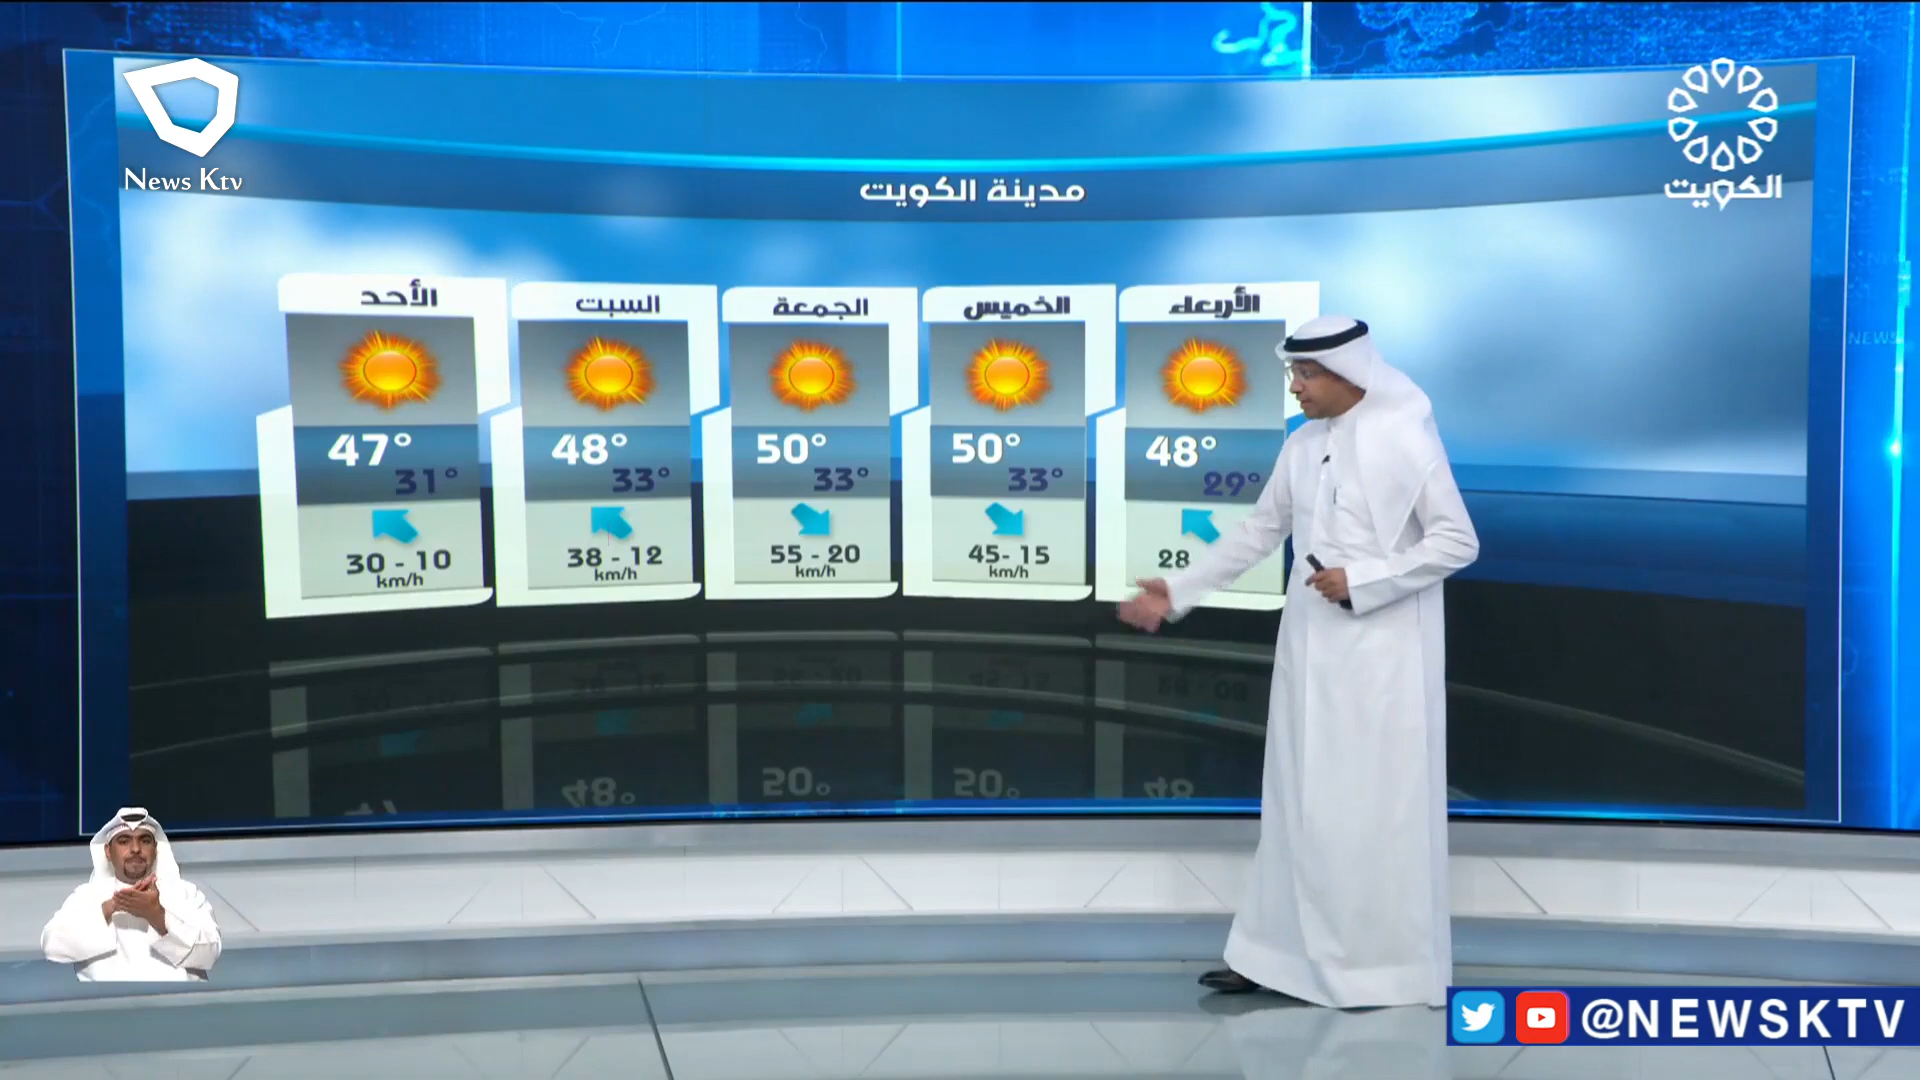 News Ktv
الكويت
مدينة الكويت
الأربعاء
48°
29°
28
الخميس
50°
33°
45- 15
km/h
الجمعة
50°
33°
55 - 20
km/h
السبت
48°
33°
38 - 12
km/h
الأحد
47°
31°
30 - 10
km/h
NEWS
@NEWSKTV